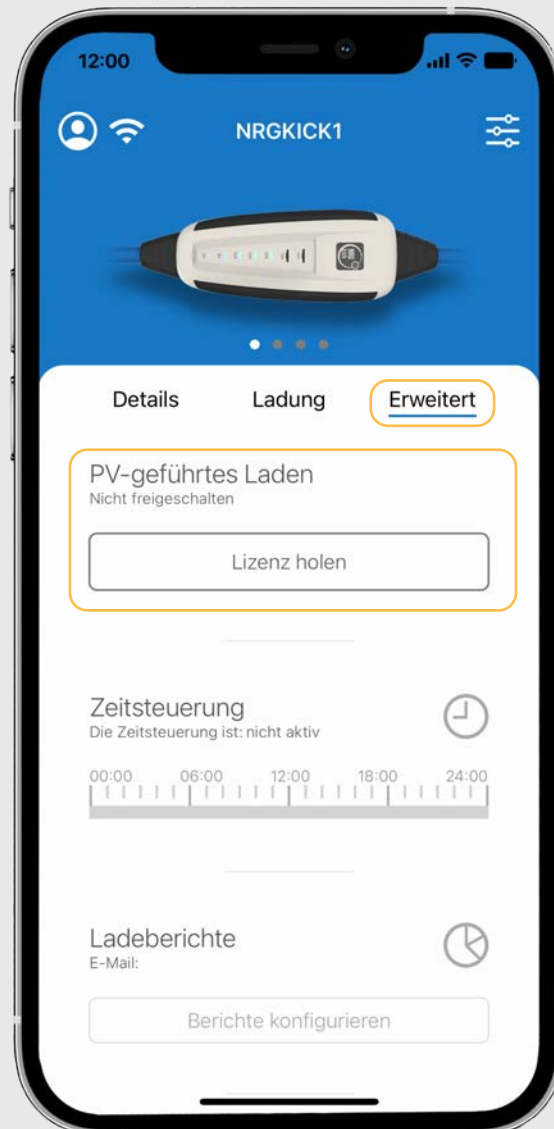 12:00
NRGKICK1
Details
Ladung
Erweitert
PV-geführtes Laden
Nicht freigeschalten
Lizenz holen
Zeitsteuerung
Die Zeitsteuerung ist: nicht aktiv
00:00 06:00 12:00 18:00 24:00
Ladeberichte
E-Mail:
Berichte konfigurieren